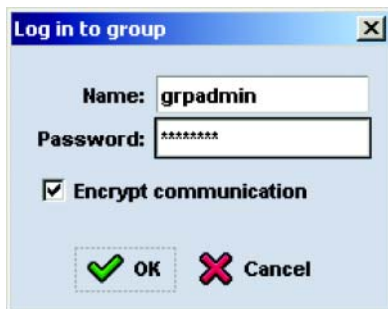 Log in to group
Name: grpadmin
Password: ********
Encrypt communication
OK Cancel